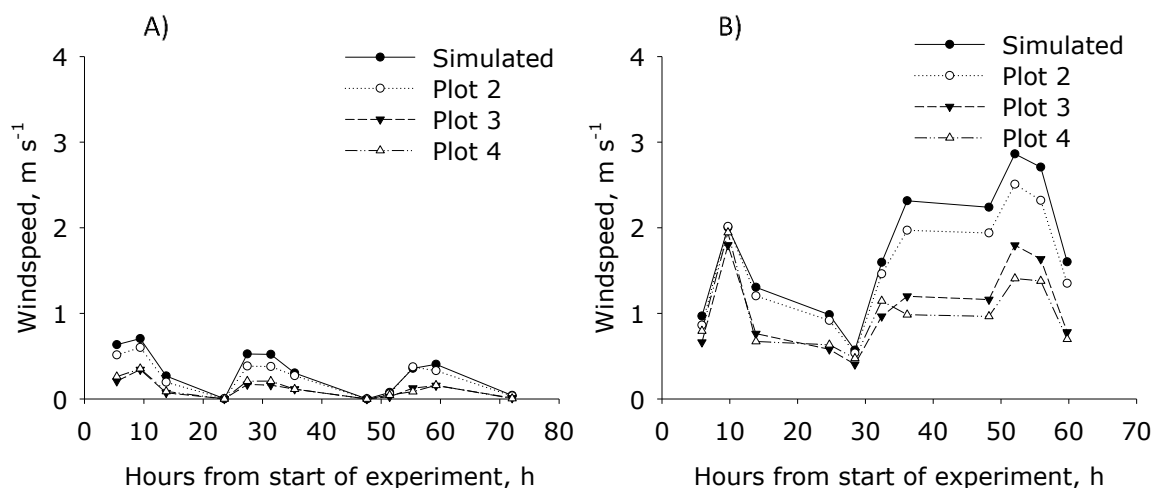 A)
Simulated
Plot 2
Plot 3
Plot 4
Windspeed, m s⁻¹
4
3
2
1
0
0 10 20 30 40 50 60 70 80
Hours from start of experiment, h
B)
Simulated
Plot 2
Plot 3
Plot 4
Windspeed, m s⁻¹
4
3
2
1
0
0 10 20 30 40 50 60 70
Hours from start of experiment, h